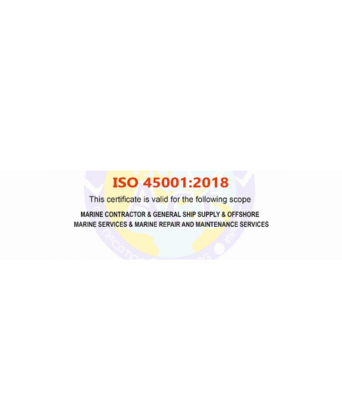 ISO 45001:2018
This certificate is valid for the following scope
MARINE CONTRACTOR & GENERAL SHIP SUPPLY & OFFSHORE
MARINE SERVICES & MARINE REPAIR AND MAINTENANCE SERVICES